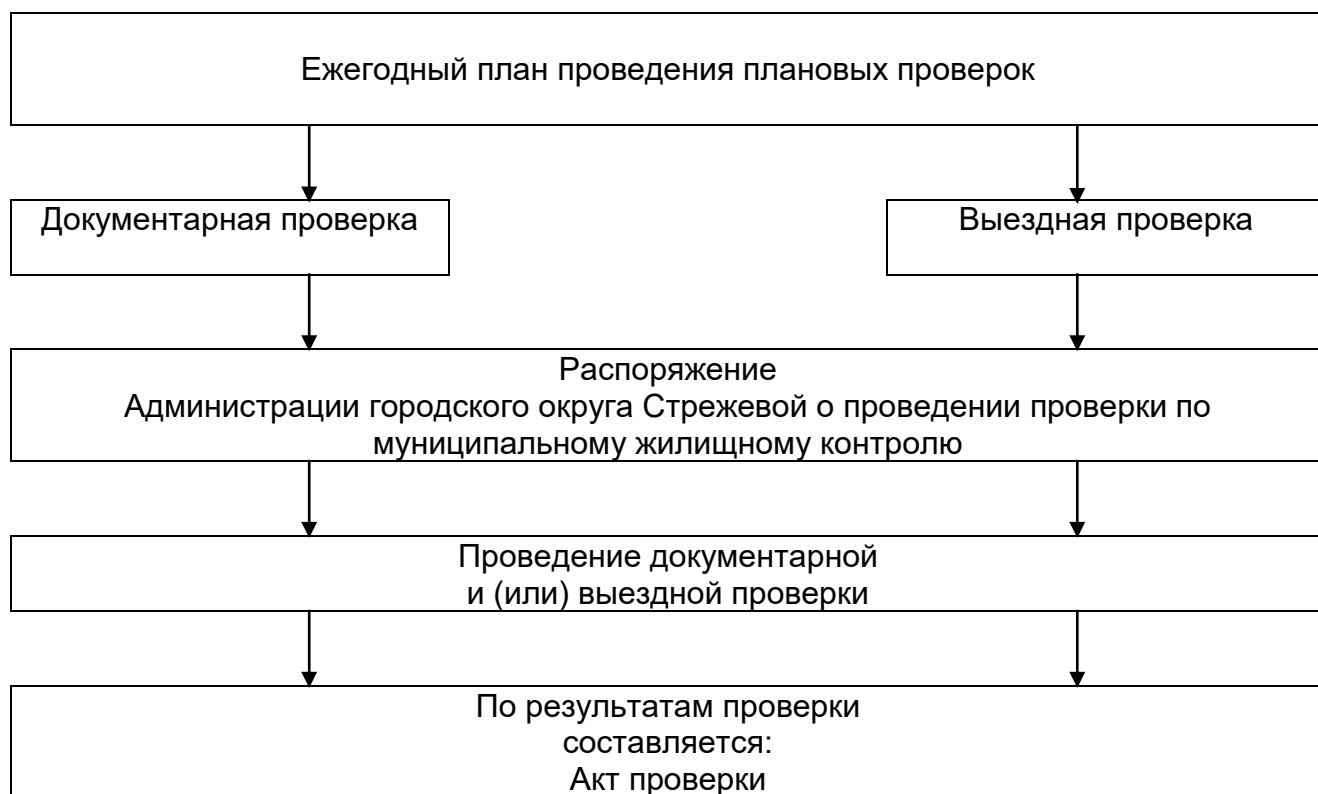 Ежегодный план проведения плановых проверок
Документарная проверка
Выездная проверка
Распоряжение
Администрации городского округа Стрежевой о проведении проверки по
муниципальному жилищному контролю
Проведение документарной
и (или) выездной проверки
По результатам проверки
составляется:
Акт проверки